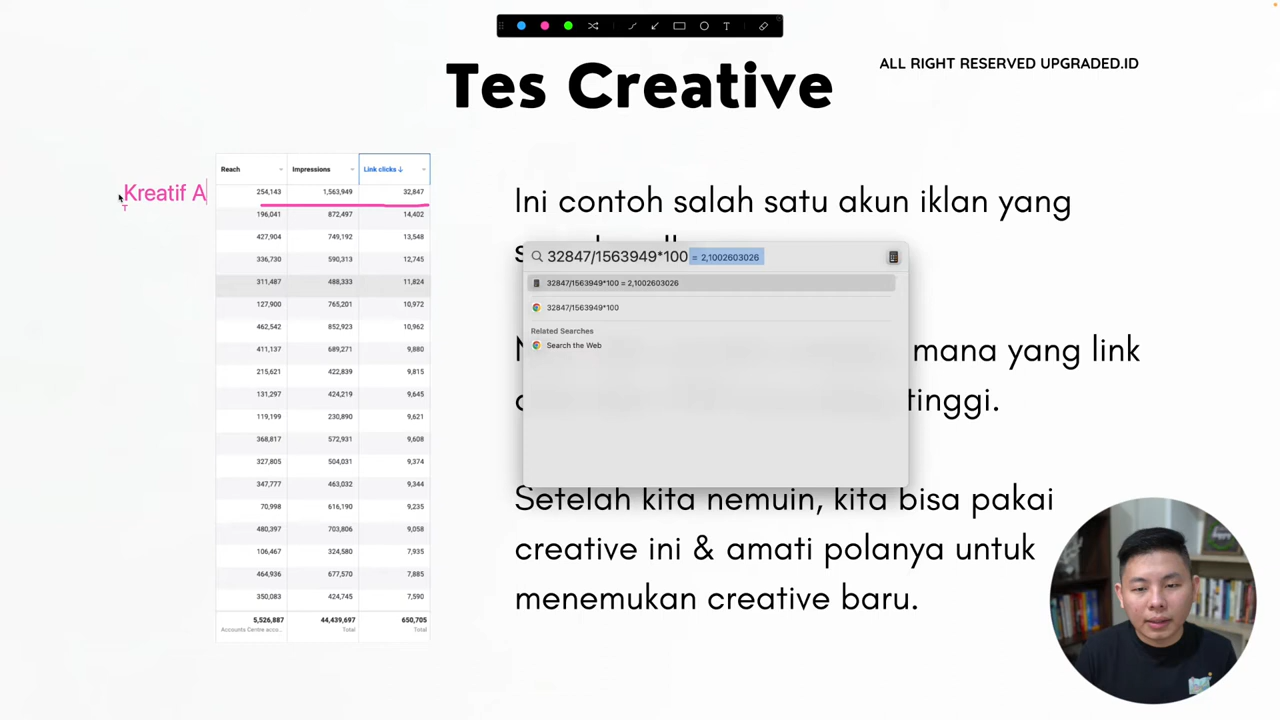 Tes Creative
ALL RIGHT RESERVED UPGRADED.ID
Kreatif A
Reach Impressions Link clicks ↓
254,143 1,563,949 32,847
196,041 872,497 14,402
427,904 749,192 13,548
336,730 590,313 12,745
311,487 488,333 11,824
127,900 765,201 10,972
462,542 852,923 10,962
411,137 689,271 9,880
215,621 422,839 9,815
131,297 424,219 9,645
119,199 230,890 9,621
368,817 572,931 9,608
327,805 504,031 9,374
347,777 463,032 9,344
70,998 616,190 9,235
480,397 703,806 9,058
106,467 324,580 7,935
464,936 677,570 7,885
350,083 424,745 7,590
5,526,887 44,439,697 650,705
Accounts Centre acco... Total Total
Ini contoh salah satu akun iklan yang
32847/1563949*100 = 2,1002603026
32847/1563949*100 = 2,1002603026
32847/1563949*100
Related Searches
Search the Web
mana yang link
tinggi.
Setelah kita nemuin, kita bisa pakai
creative ini & amati polanya untuk
menemukan creative baru.